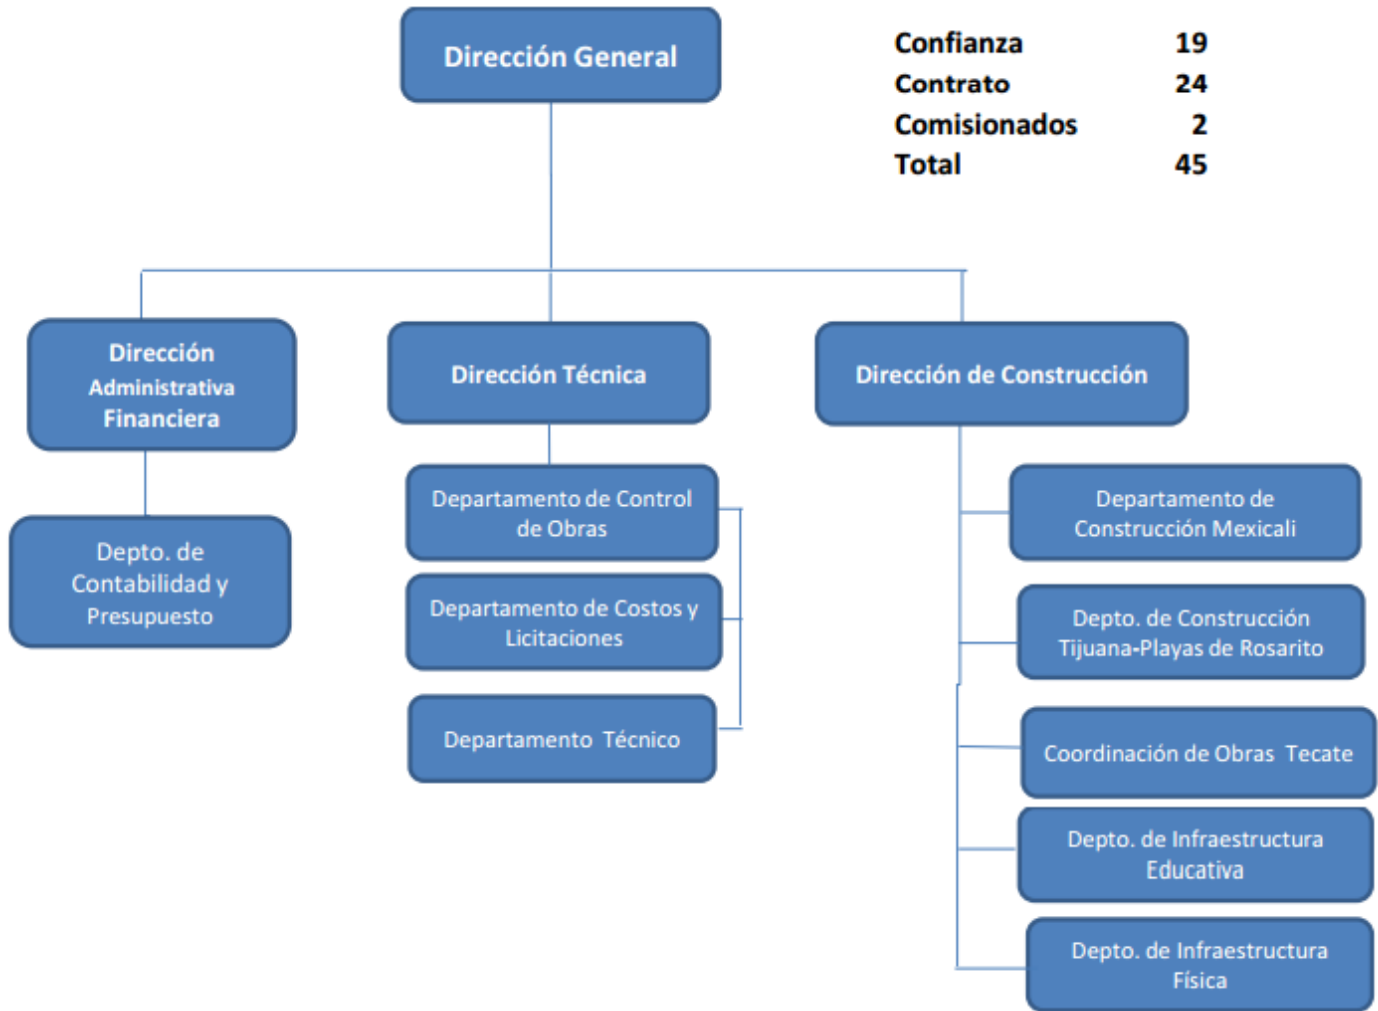 Dirección General
Confianza 19
Contrato 24
Comisionados 2
Total 45
Dirección
Administrativa
Financiera
Dirección Técnica
Dirección de Construcción
Depto. de
Contabilidad y
Presupuesto
Departamento de Control
de Obras
Departamento de Costos y
Licitaciones
Departamento Técnico
Departamento de
Construcción Mexicali
Depto. de Construcción
Tijuana-Playas de Rosarito
Coordinación de Obras Tecate
Depto. de Infraestructura
Educativa
Depto. de Infraestructura
Física